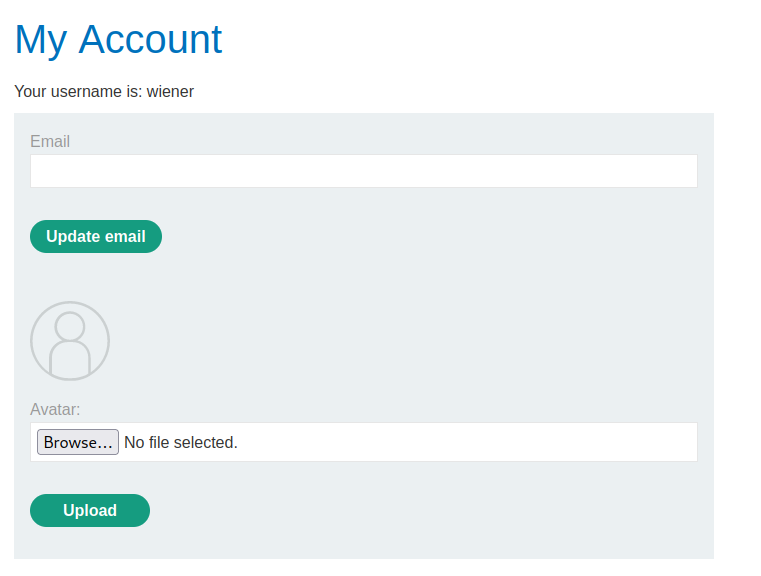 My Account
Your username is: wiener
Email
Update email
Avatar:
Browse... No file selected.
Upload